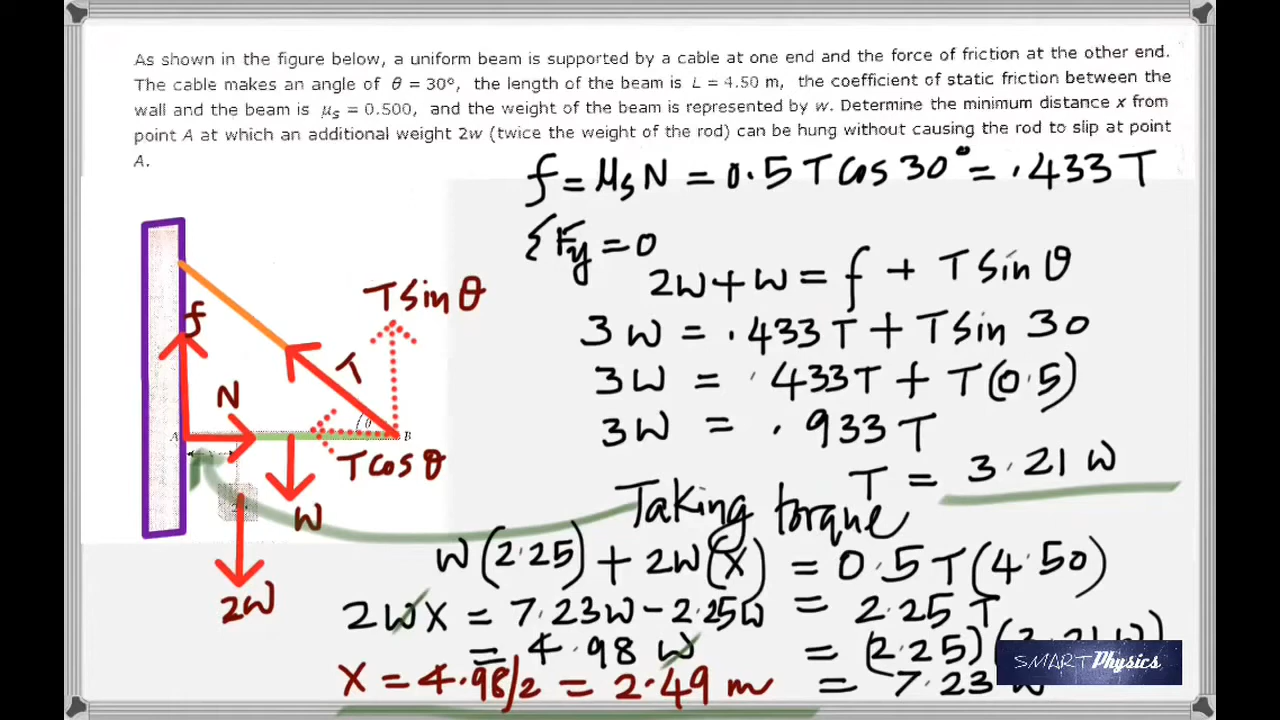 As shown in the figure below, a uniform beam is supported by a cable at one end and the force of friction at the other end.
The cable makes an angle of θ = 30°, the length of the beam is L = 4.50 m, the coefficient of static friction between the
wall and the beam is μs = 0.500, and the weight of the beam is represented by w. Determine the minimum distance x from
point A at which an additional weight 2w (twice the weight of the rod) can be hung without causing the rod to slip at point
A.
f = μs N = 0.5 T cos 30° = .433 T
ΣFy = 0
2W + W = f + T sin θ
3W = .433T + T sin 30
3W = .433T + T(0.5)
3W = .933 T
T = 3.21 W
Taking torque
W(2.25) + 2W(X) = 0.5T(4.50)
2WX = 7.23W - 2.25W = 2.25 T
= 4.98 W = (2.25)
X = 4.98/2 = 2.49 m = 7.23
T sin θ
f
T
N
θ
A
B
T cos θ
W
2W
SMART Physics